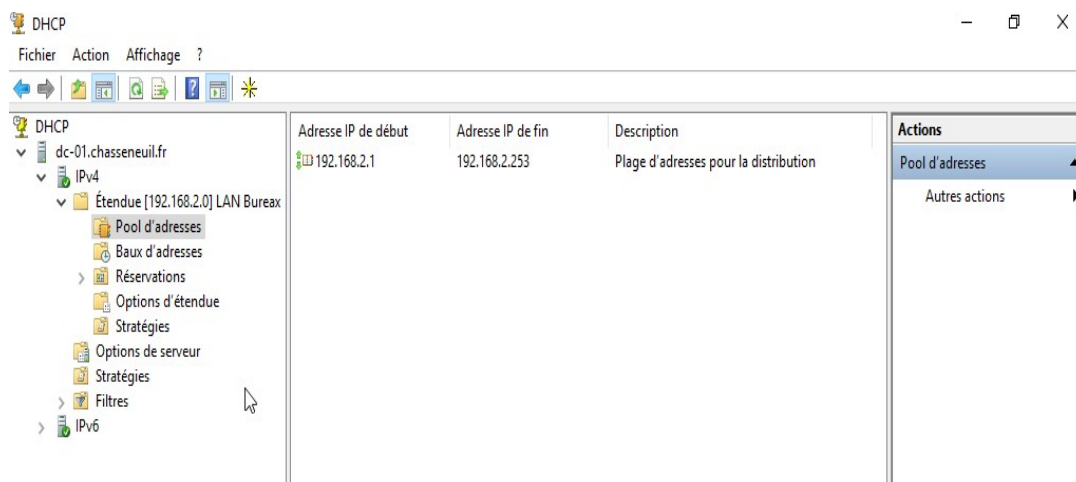 DHCP
Fichier Action Affichage ?
DHCP
dc-01.chasseneuil.fr
IPv4
Étendue [192.168.2.0] LAN Bureax
Pool d'adresses
Baux d'adresses
Réservations
Options d'étendue
Stratégies
Options de serveur
Stratégies
Filtres
IPv6
Adresse IP de début Adresse IP de fin Description
192.168.2.1 192.168.2.253 Plage d'adresses pour la distribution
Actions
Pool d'adresses
Autres actions